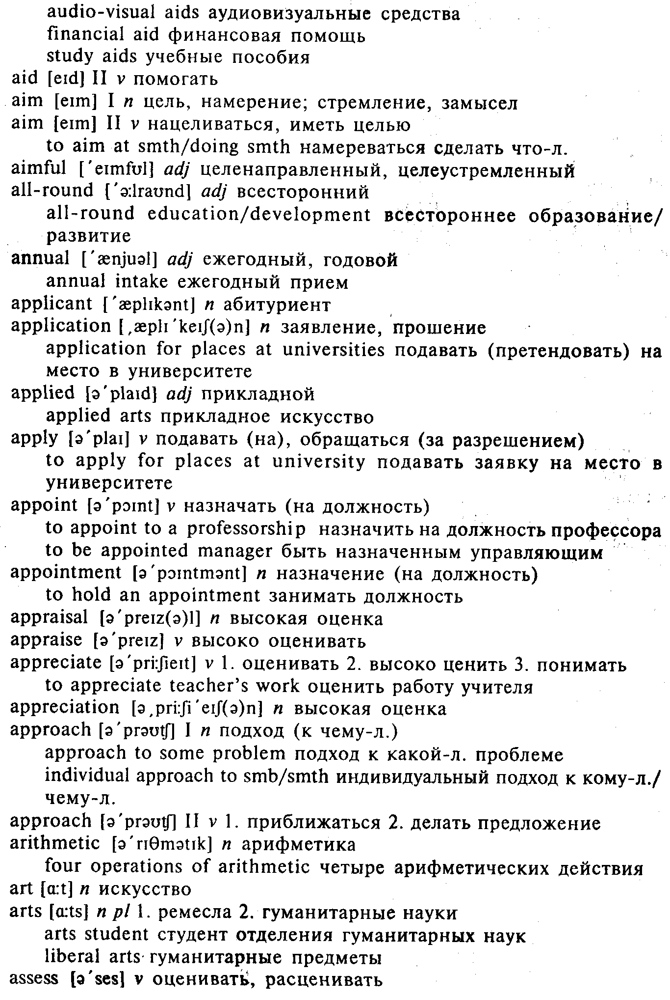 audio-visual aids аудиовизуальные средства
financial aid финансовая помощь
study aids учебные пособия
aid [eɪd] II v помогать
aim [eɪm] I n цель, намерение; стремление, замысел
aim [eɪm] II v нацеливаться, иметь целью
to aim at smth/doing smth намереваться сделать что-л.
aimful [ˈeɪmfʊl] adj целенаправленный, целеустремленный
all-round [ˈɔ:lraʊnd] adj всесторонний
all-round education/development всестороннее образование/
развитие
annual [ˈænjuəl] adj ежегодный, годовой
annual intake ежегодный прием
applicant [ˈæplɪkənt] n абитуриент
application [ˌæplɪˈkeɪʃ(ə)n] n заявление, прошение
application for places at universities подавать (претендовать) на
место в университете
applied [əˈplaɪd] adj прикладной
applied arts прикладное искусство
apply [əˈplaɪ] v подавать (на), обращаться (за разрешением)
to apply for places at university подавать заявку на место в
университете
appoint [əˈpɔɪnt] v назначать (на должность)
to appoint to a professorship назначить на должность профессора
to be appointed manager быть назначенным управляющим
appointment [əˈpɔɪntmənt] n назначение (на должность)
to hold an appointment занимать должность
appraisal [əˈpreɪz(ə)l] n высокая оценка
appraise [əˈpreɪz] v высоко оценивать
appreciate [əˈpri:ʃieɪt] v 1. оценивать 2. высоко ценить 3. понимать
to appreciate teacher's work оценить работу учителя
appreciation [əˌpri:ʃiˈeɪʃ(ə)n] n высокая оценка
approach [əˈprəʊtʃ] I n подход (к чему-л.)
approach to some problem подход к какой-л. проблеме
individual approach to smb/smth индивидуальный подход к кому-л./
чему-л.
approach [əˈprəʊtʃ] II v 1. приближаться 2. делать предложение
arithmetic [əˈrɪθmətɪk] n арифметика
four operations of arithmetic четыре арифметических действия
art [ɑ:t] n искусство
arts [ɑ:ts] n pl 1. ремесла 2. гуманитарные науки
arts student студент отделения гуманитарных наук
liberal arts гуманитарные предметы
assess [əˈses] v оценивать, расценивать